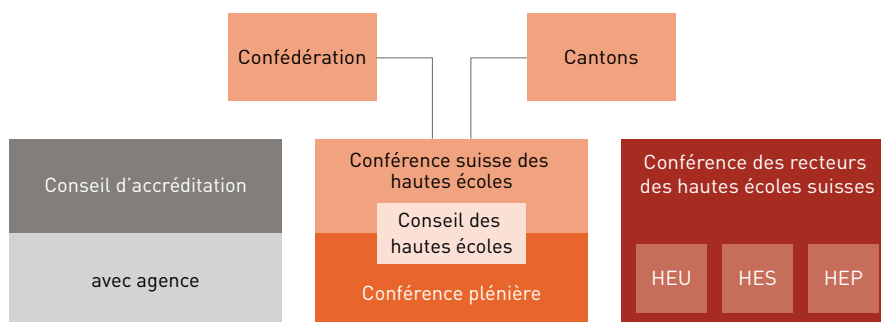 Confédération
Cantons
Conseil d'accréditation
avec agence
Conférence suisse des
hautes écoles
Conseil des
hautes écoles
Conférence plénière
Conférence des recteurs
des hautes écoles suisses
HEU
HES
HEP